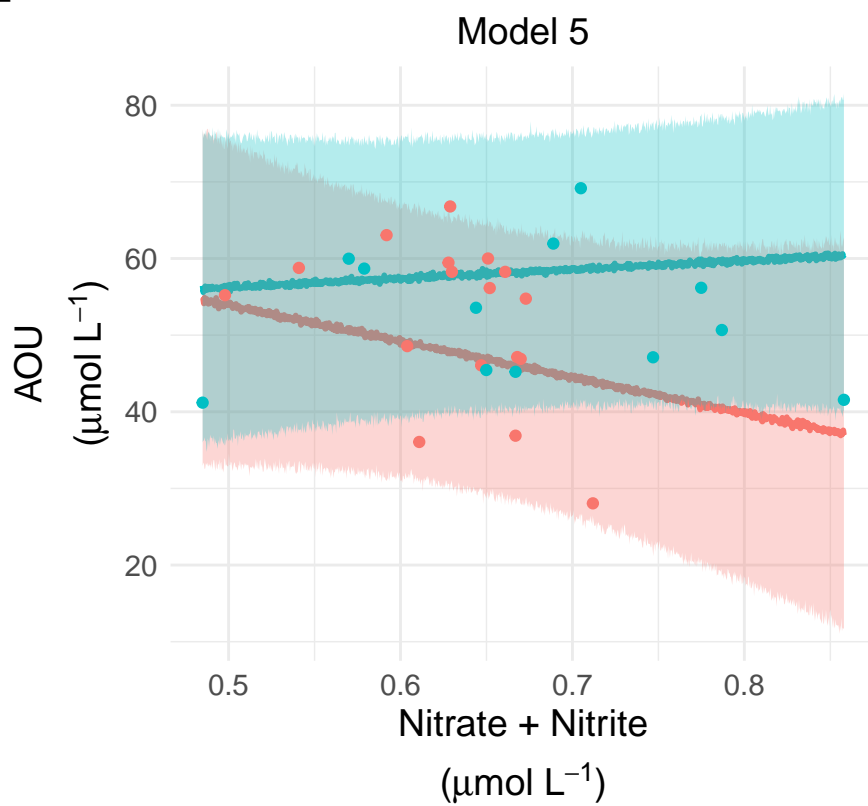 Model 5
80
60
40
20
AOU
(μmol L⁻¹)
0.5 0.6 0.7 0.8
Nitrate + Nitrite
(μmol L⁻¹)